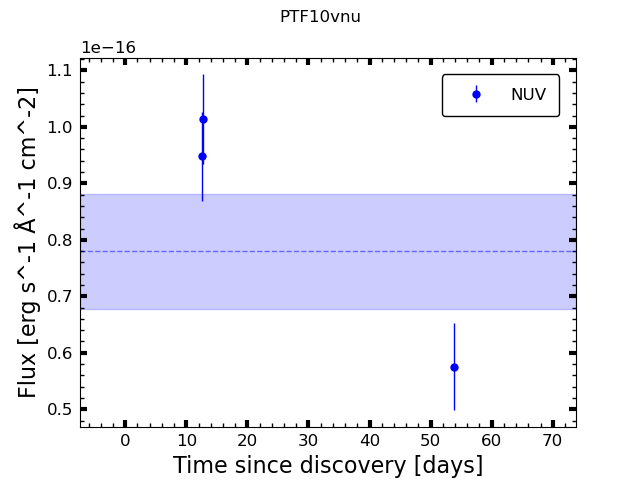 PTF10vnu
1e−16
1.1
1.0
0.9
0.8
0.7
0.6
0.5
Flux [erg s^-1 Å^-1 cm^-2]
NUV
0 10 20 30 40 50 60 70
Time since discovery [days]